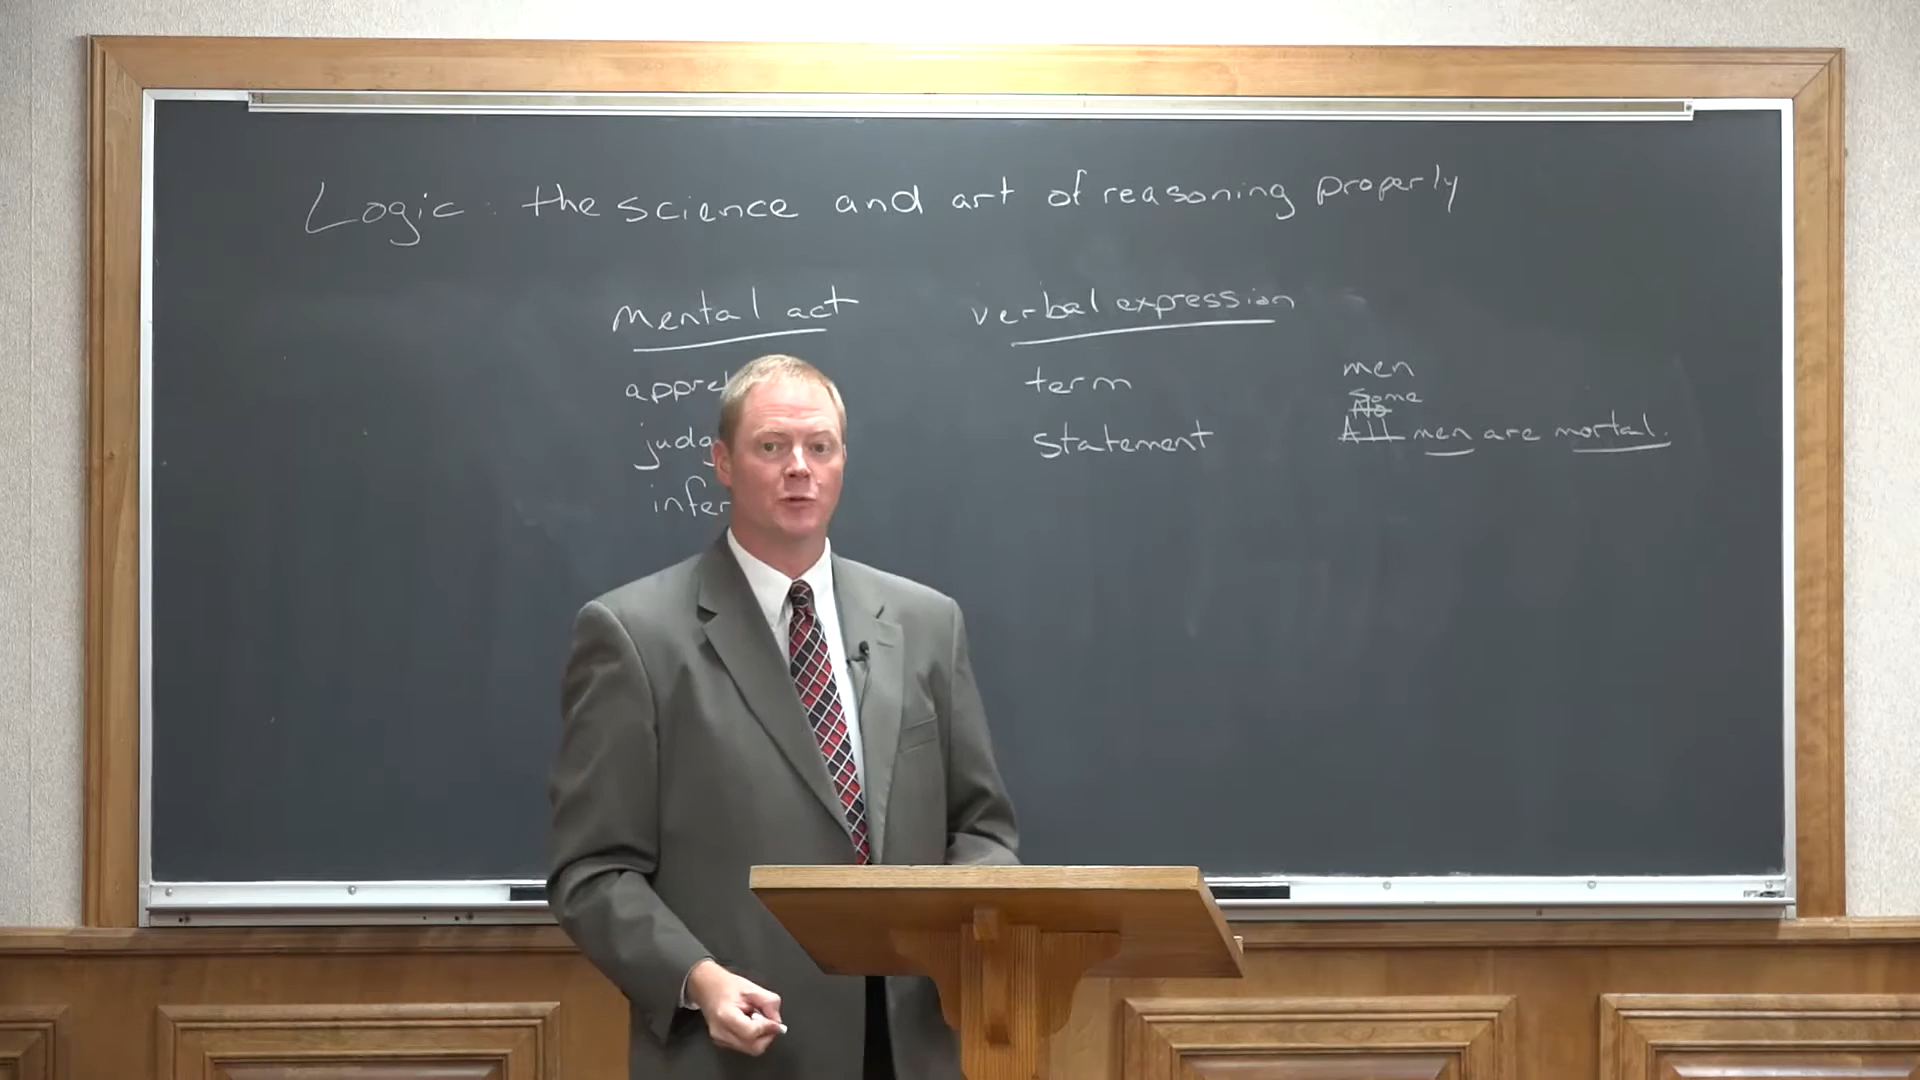 Logic: the science and art of reasoning properly
mental act verbal expression
appre term men
Some
No
judg statement All men are mortal.
infer